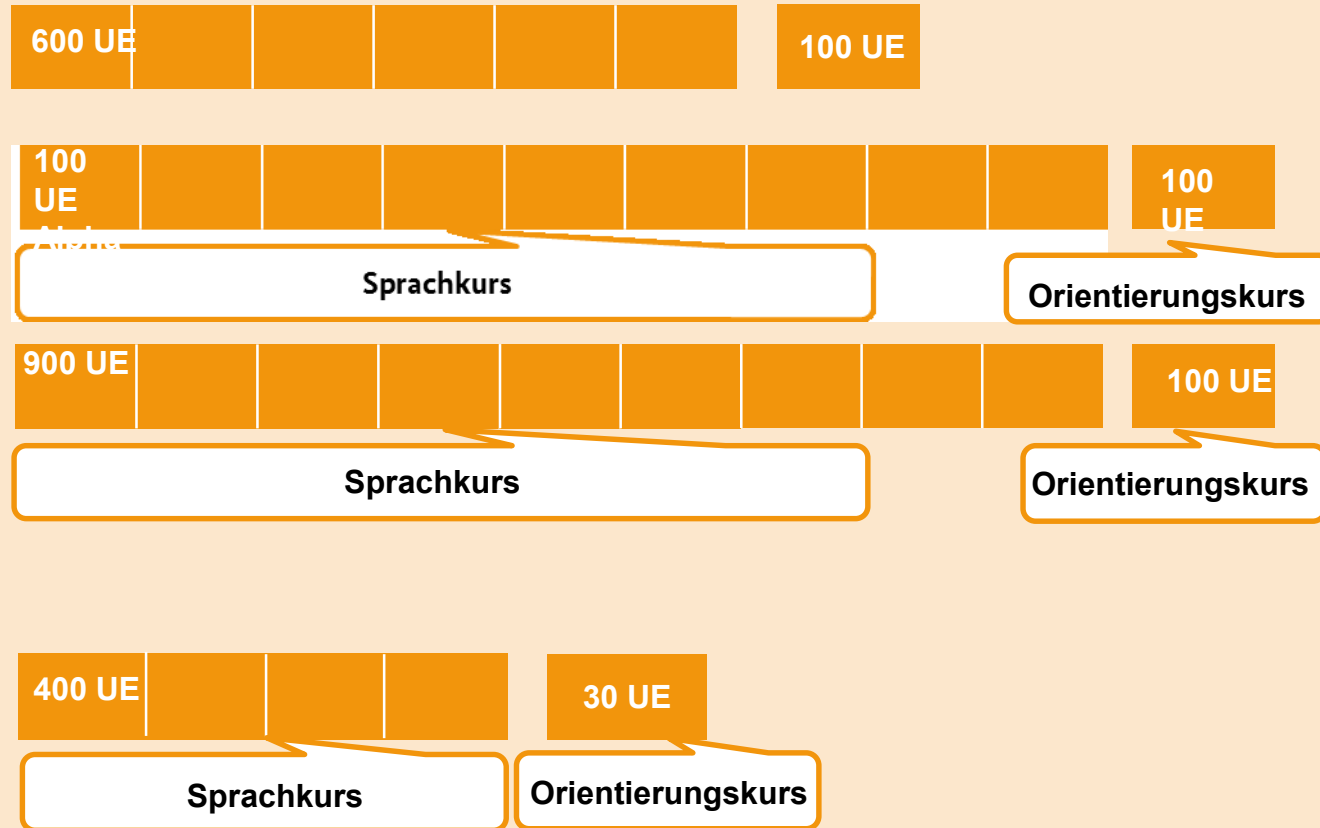 600 UE
100 UE
100
UE
Alpha
100
UE
Sprachkurs
Orientierungskurs
900 UE
100 UE
Sprachkurs
Orientierungskurs
400 UE
30 UE
Sprachkurs
Orientierungskurs